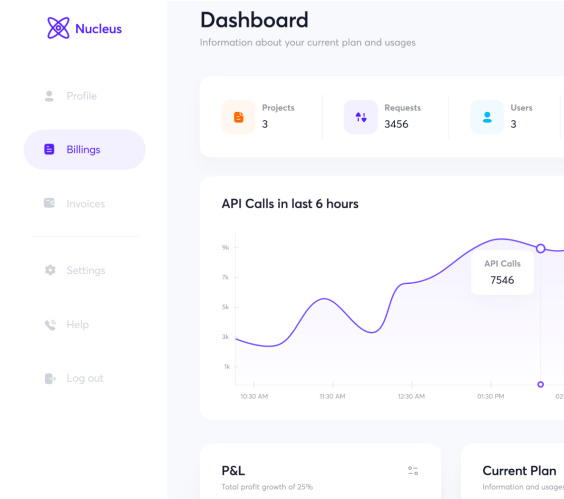 Nucleus
Profile
Billings
Invoices
Settings
Help
Log out
Dashboard
Information about your current plan and usages
Projects
3
Requests
3456
Users
3
API Calls in last 6 hours
9k
7k
5k
3k
1k
API Calls
7546
10:30 AM
11:30 AM
12:30 AM
01:30 PM
02
P&L
Total profit growth of 25%
Current Plan
Information and usages